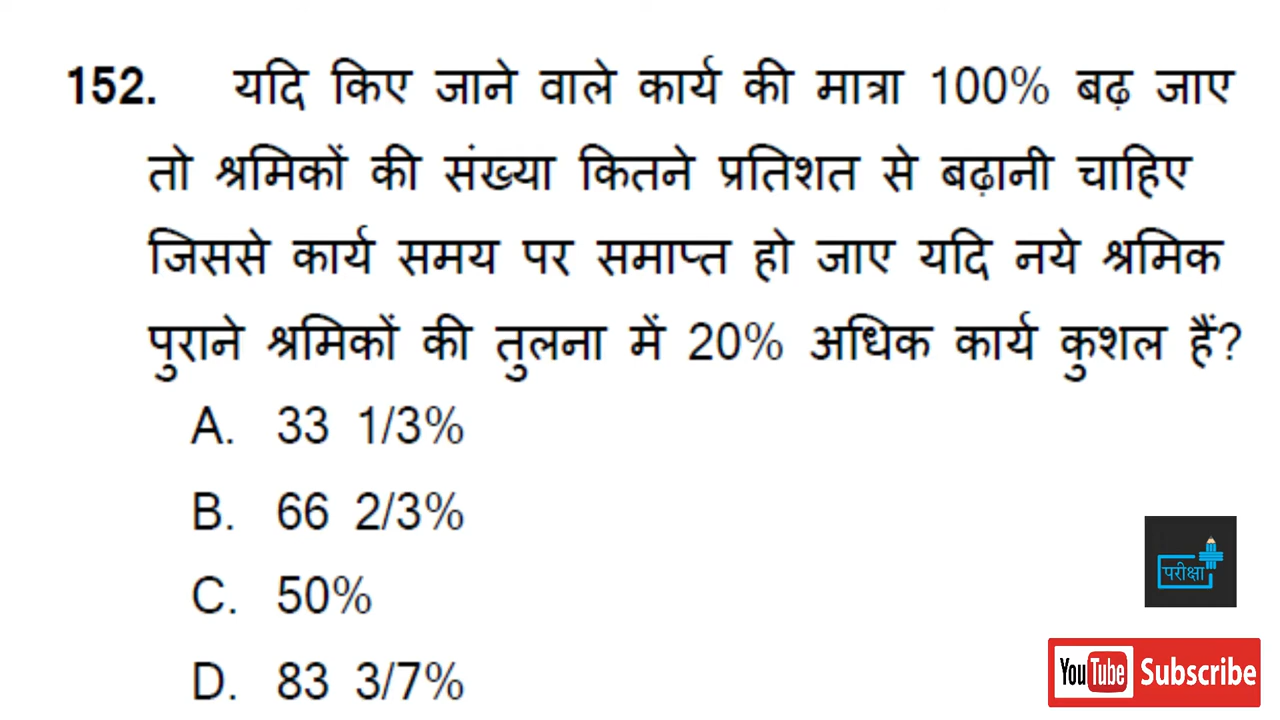 152. यदि किए जाने वाले कार्य की मात्रा 100% बढ़ जाए
तो श्रमिकों की संख्या कितने प्रतिशत से बढ़ानी चाहिए
जिससे कार्य समय पर समाप्त हो जाए यदि नये श्रमिक
पुराने श्रमिकों की तुलना में 20% अधिक कार्य कुशल हैं?
A. 33 1/3%
B. 66 2/3%
C. 50%
D. 83 3/7%
परीक्षा
YouTube Subscribe